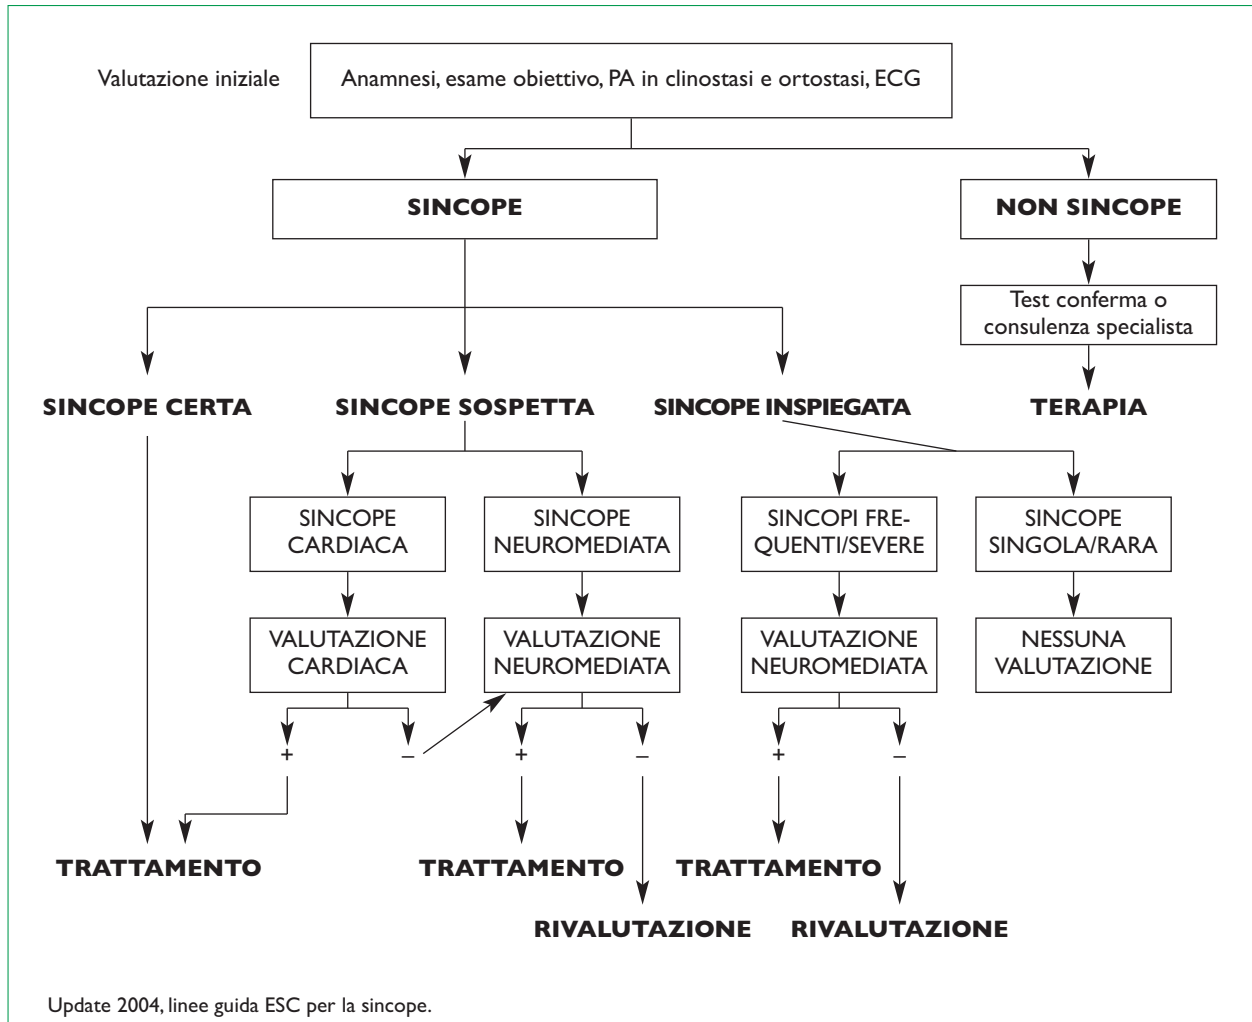 Valutazione iniziale
Anamnesi, esame obiettivo, PA in clinostasi e ortostasi, ECG
SINCOPE
NON SINCOPE
Test conferma o
consulenza specialista
SINCOPE CERTA
SINCOPE SOSPETTA
SINCOPE INSPIEGATA
TERAPIA
SINCOPE
CARDIACA
SINCOPE
NEUROMEDIATA
SINCOPI FRE-
QUENTI/SEVERE
SINCOPE
SINGOLA/RARA
VALUTAZIONE
CARDIACA
VALUTAZIONE
NEUROMEDIATA
VALUTAZIONE
NEUROMEDIATA
NESSUNA
VALUTAZIONE
+
–
+
–
+
–
TRATTAMENTO
TRATTAMENTO
TRATTAMENTO
RIVALUTAZIONE
RIVALUTAZIONE
Update 2004, linee guida ESC per la sincope.